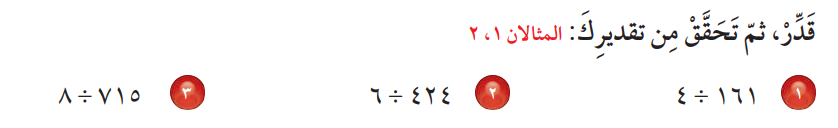 قَدِّرْ، ثمّ تَحَقَّقْ مِن تقديرِكَ: المثالان ١، ٢
١ ١٦١ ÷ ٤ ٢ ٤٢٤ ÷ ٦ ٣ ٧١٥ ÷ ٨